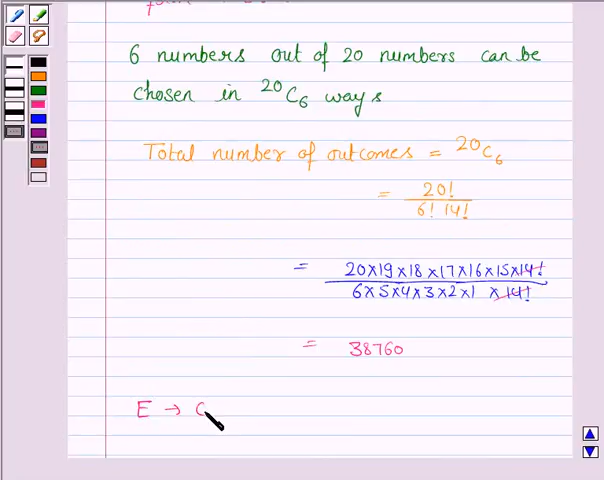 6 numbers out of 20 numbers can be
chosen in ²⁰C₆ ways
Total number of outcomes = ²⁰C₆
= 20! / 6! 14!
= 20×19×18×17×16×15×14! / 6×5×4×3×2×1 ×14!
= 38760
E → C